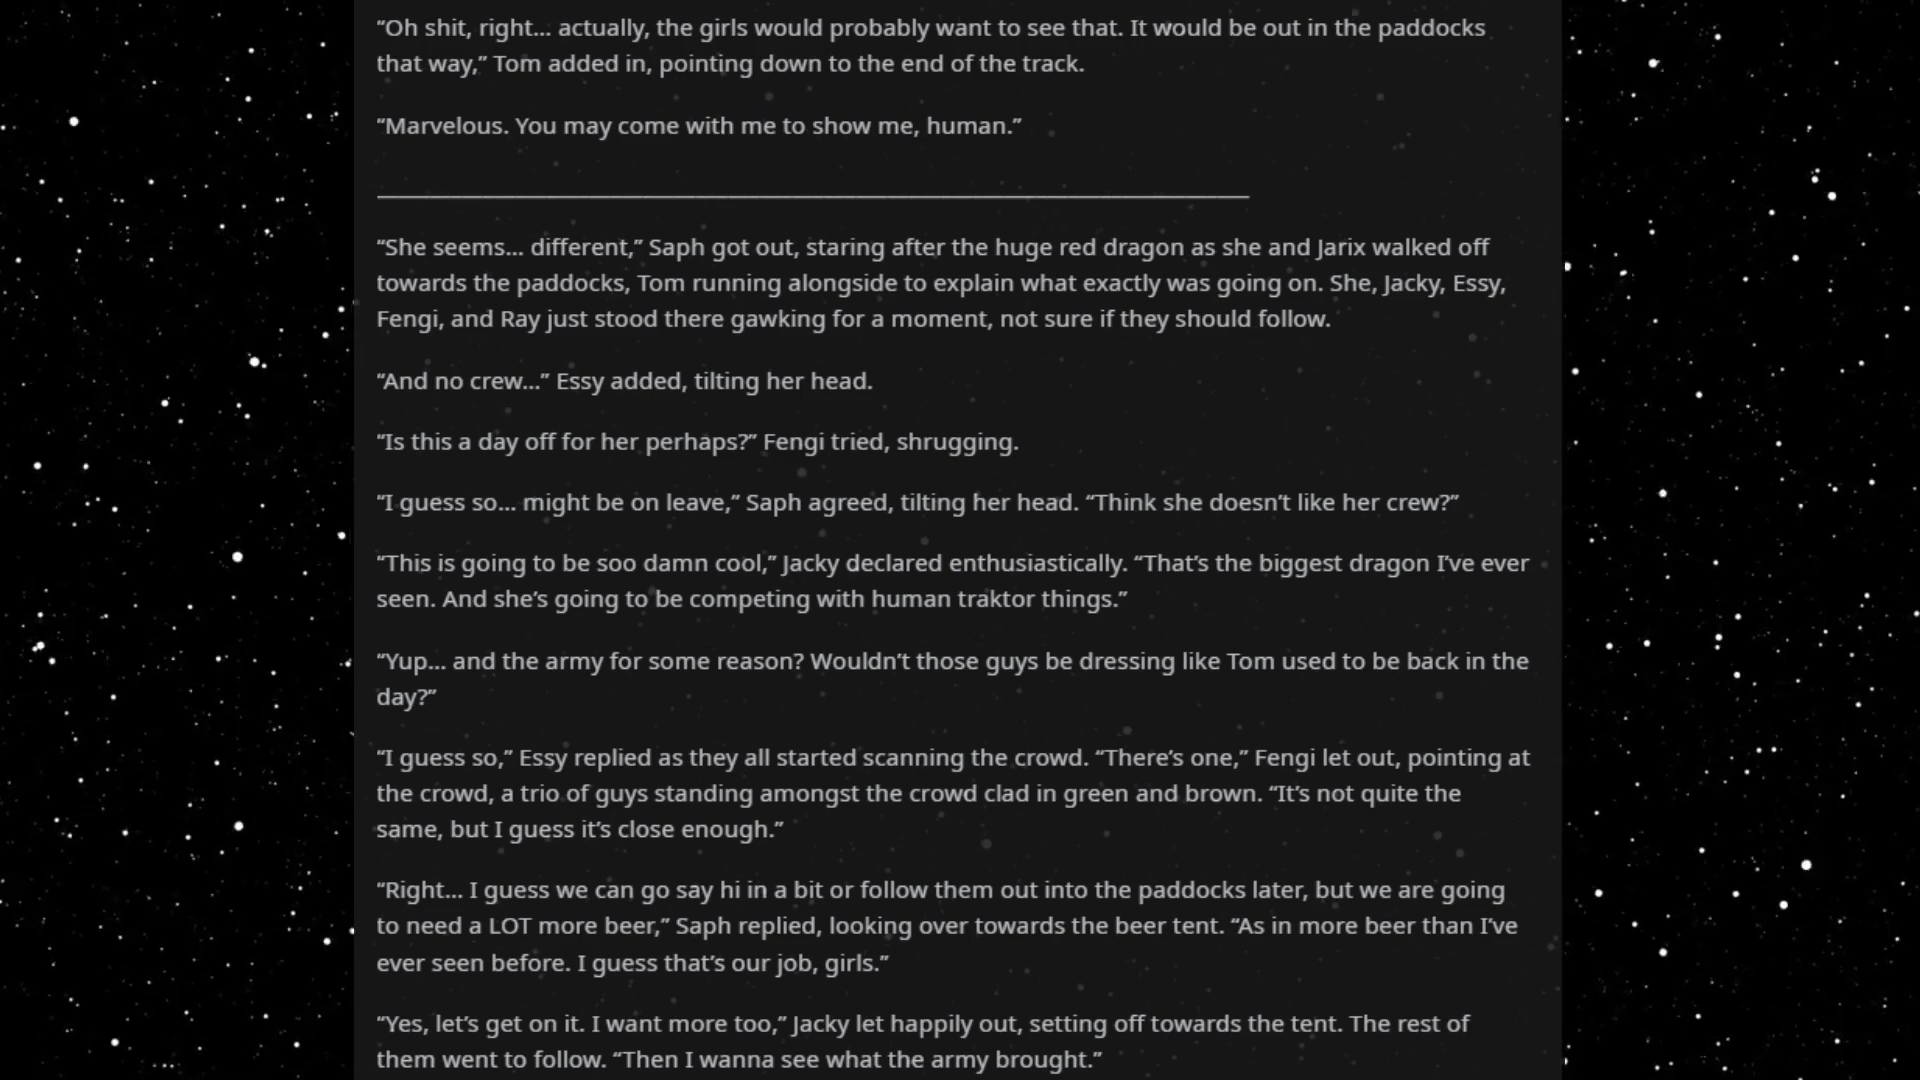 “Oh shit, right… actually, the girls would probably want to see that. It would be out in the paddocks
that way,” Tom added in, pointing down to the end of the track.
“Marvelous. You may come with me to show me, human.”
“She seems… different,” Saph got out, staring after the huge red dragon as she and Jarix walked off
towards the paddocks, Tom running alongside to explain what exactly was going on. She, Jacky, Essy,
Fengi, and Ray just stood there gawking for a moment, not sure if they should follow.
“And no crew…” Essy added, tilting her head.
“Is this a day off for her perhaps?” Fengi tried, shrugging.
“I guess so… might be on leave,” Saph agreed, tilting her head. “Think she doesn’t like her crew?”
“This is going to be soo damn cool,” Jacky declared enthusiastically. “That’s the biggest dragon I’ve ever
seen. And she’s going to be competing with human traktor things.”
“Yup… and the army for some reason? Wouldn’t those guys be dressing like Tom used to be back in the
day?”
“I guess so,” Essy replied as they all started scanning the crowd. “There’s one,” Fengi let out, pointing at
the crowd, a trio of guys standing amongst the crowd clad in green and brown. “It’s not quite the
same, but I guess it’s close enough.”
“Right… I guess we can go say hi in a bit or follow them out into the paddocks later, but we are going
to need a LOT more beer,” Saph replied, looking over towards the beer tent. “As in more beer than I’ve
ever seen before. I guess that’s our job, girls.”
“Yes, let’s get on it. I want more too,” Jacky let happily out, setting off towards the tent. The rest of
them went to follow. “Then I wanna see what the army brought.”